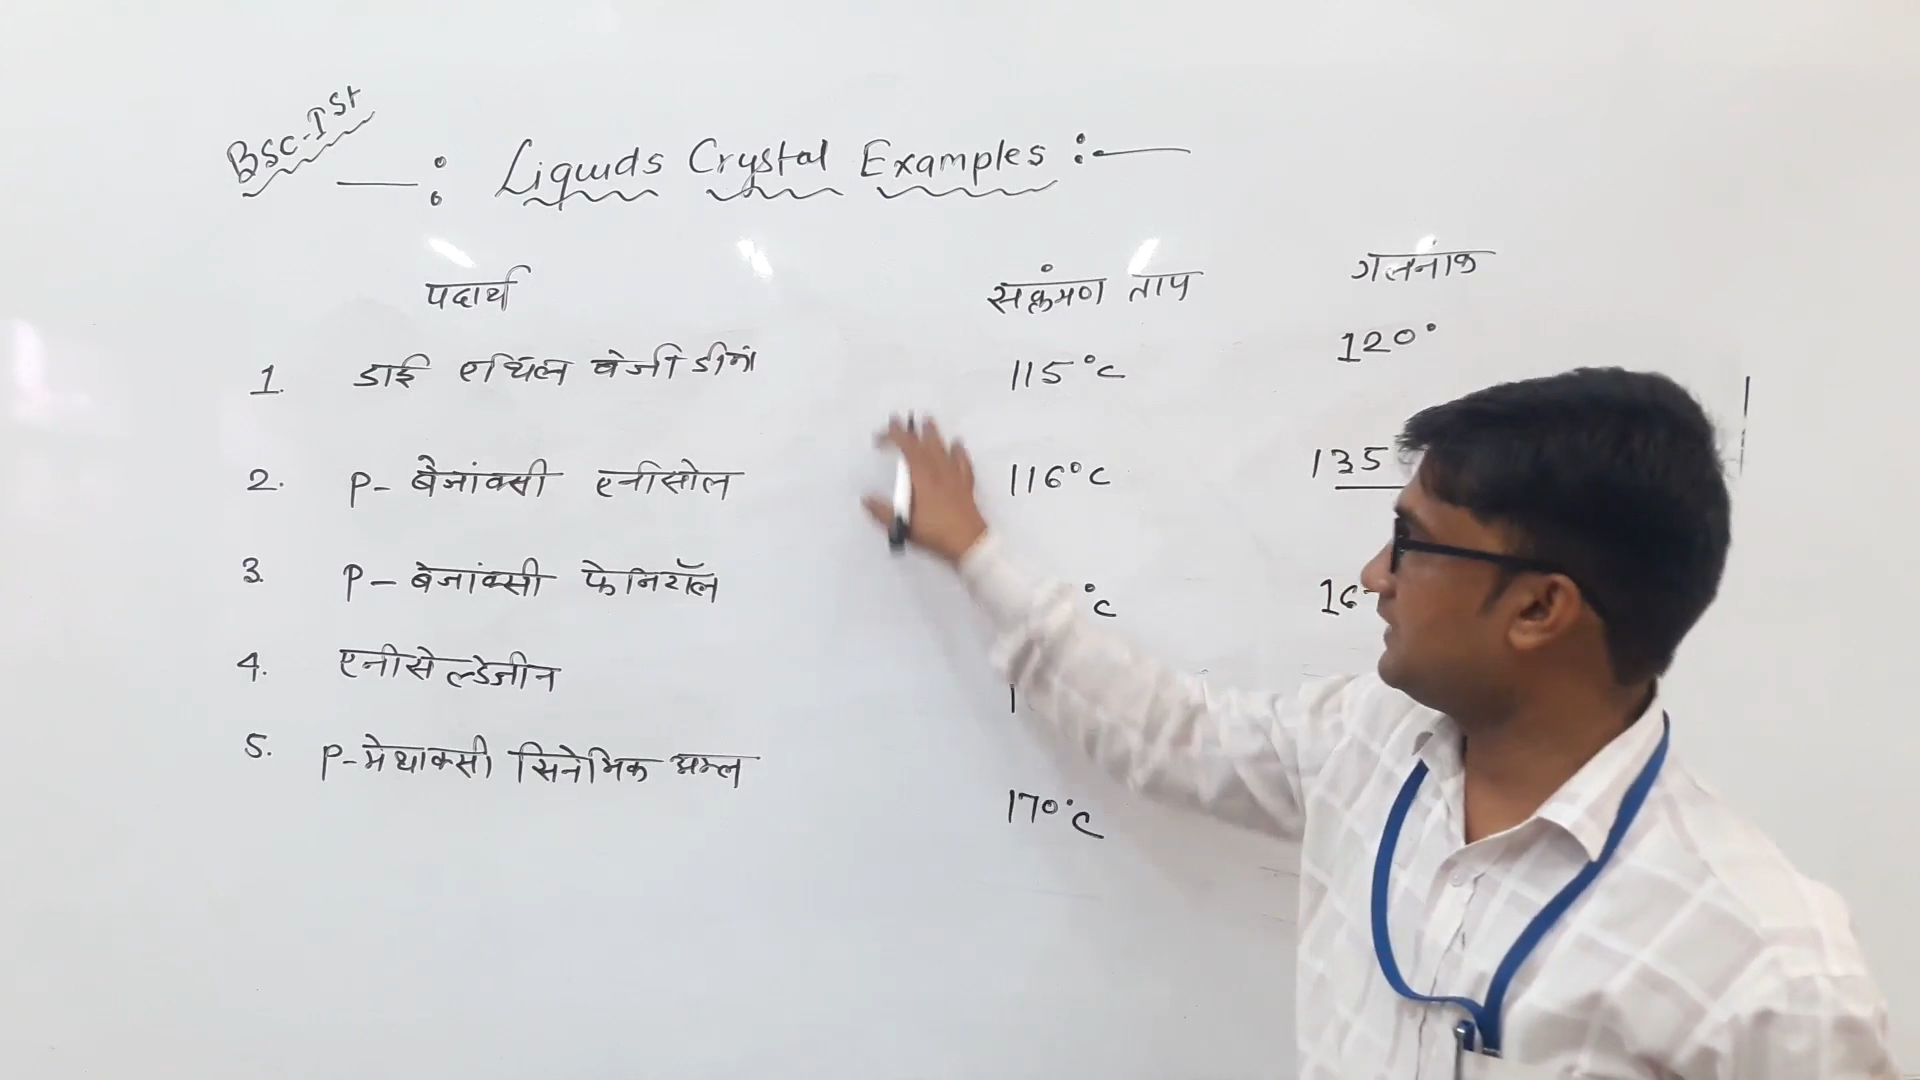 Bsc-Ist
Liquids Crystal Examples :-
पदार्थ संक्रमण ताप गलनांक
1. डाई एथिल 115°C 120°
2. P- बैजांक्सी एनीसोल 116°C 135
3. P- बेजांक्सी फेनिटॉल °C
4. एनीसेल्डेजीन
5. P-मेथाक्सी सिनेमिक अम्ल 170°C